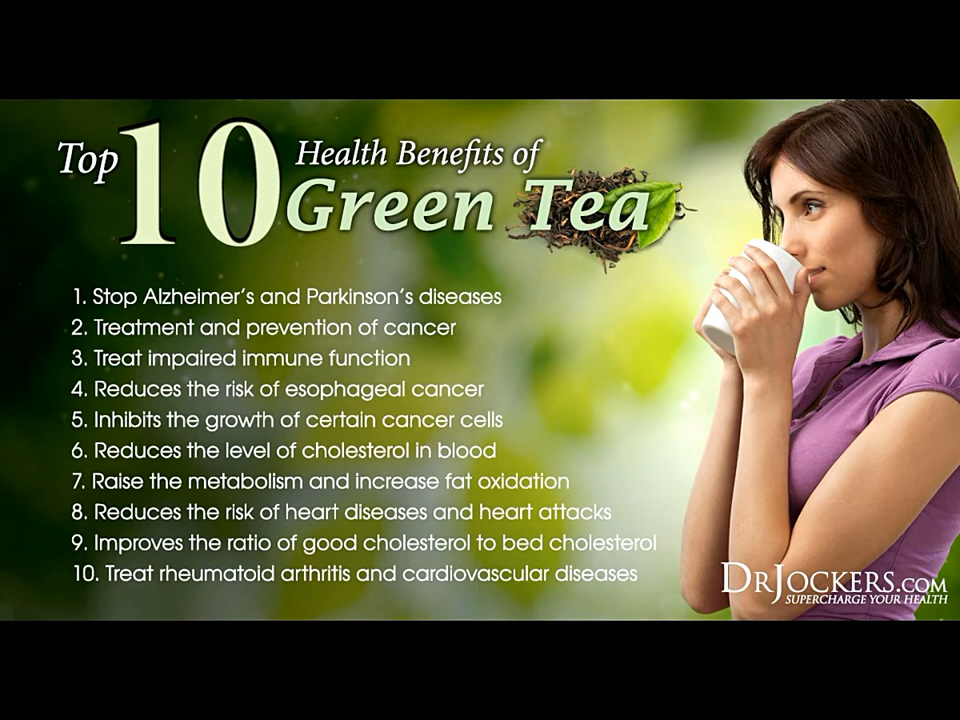 Top 10 Health Benefits of
Green Tea
1. Stop Alzheimer's and Parkinson's diseases
2. Treatment and prevention of cancer
3. Treat impaired immune function
4. Reduces the risk of esophageal cancer
5. Inhibits the growth of certain cancer cells
6. Reduces the level of cholesterol in blood
7. Raise the metabolism and increase fat oxidation
8. Reduces the risk of heart diseases and heart attacks
9. Improves the ratio of good cholesterol to bed cholesterol
10. Treat rheumatoid arthritis and cardiovascular diseases
DRJOCKERS.COM
SUPERCHARGE YOUR HEALTH